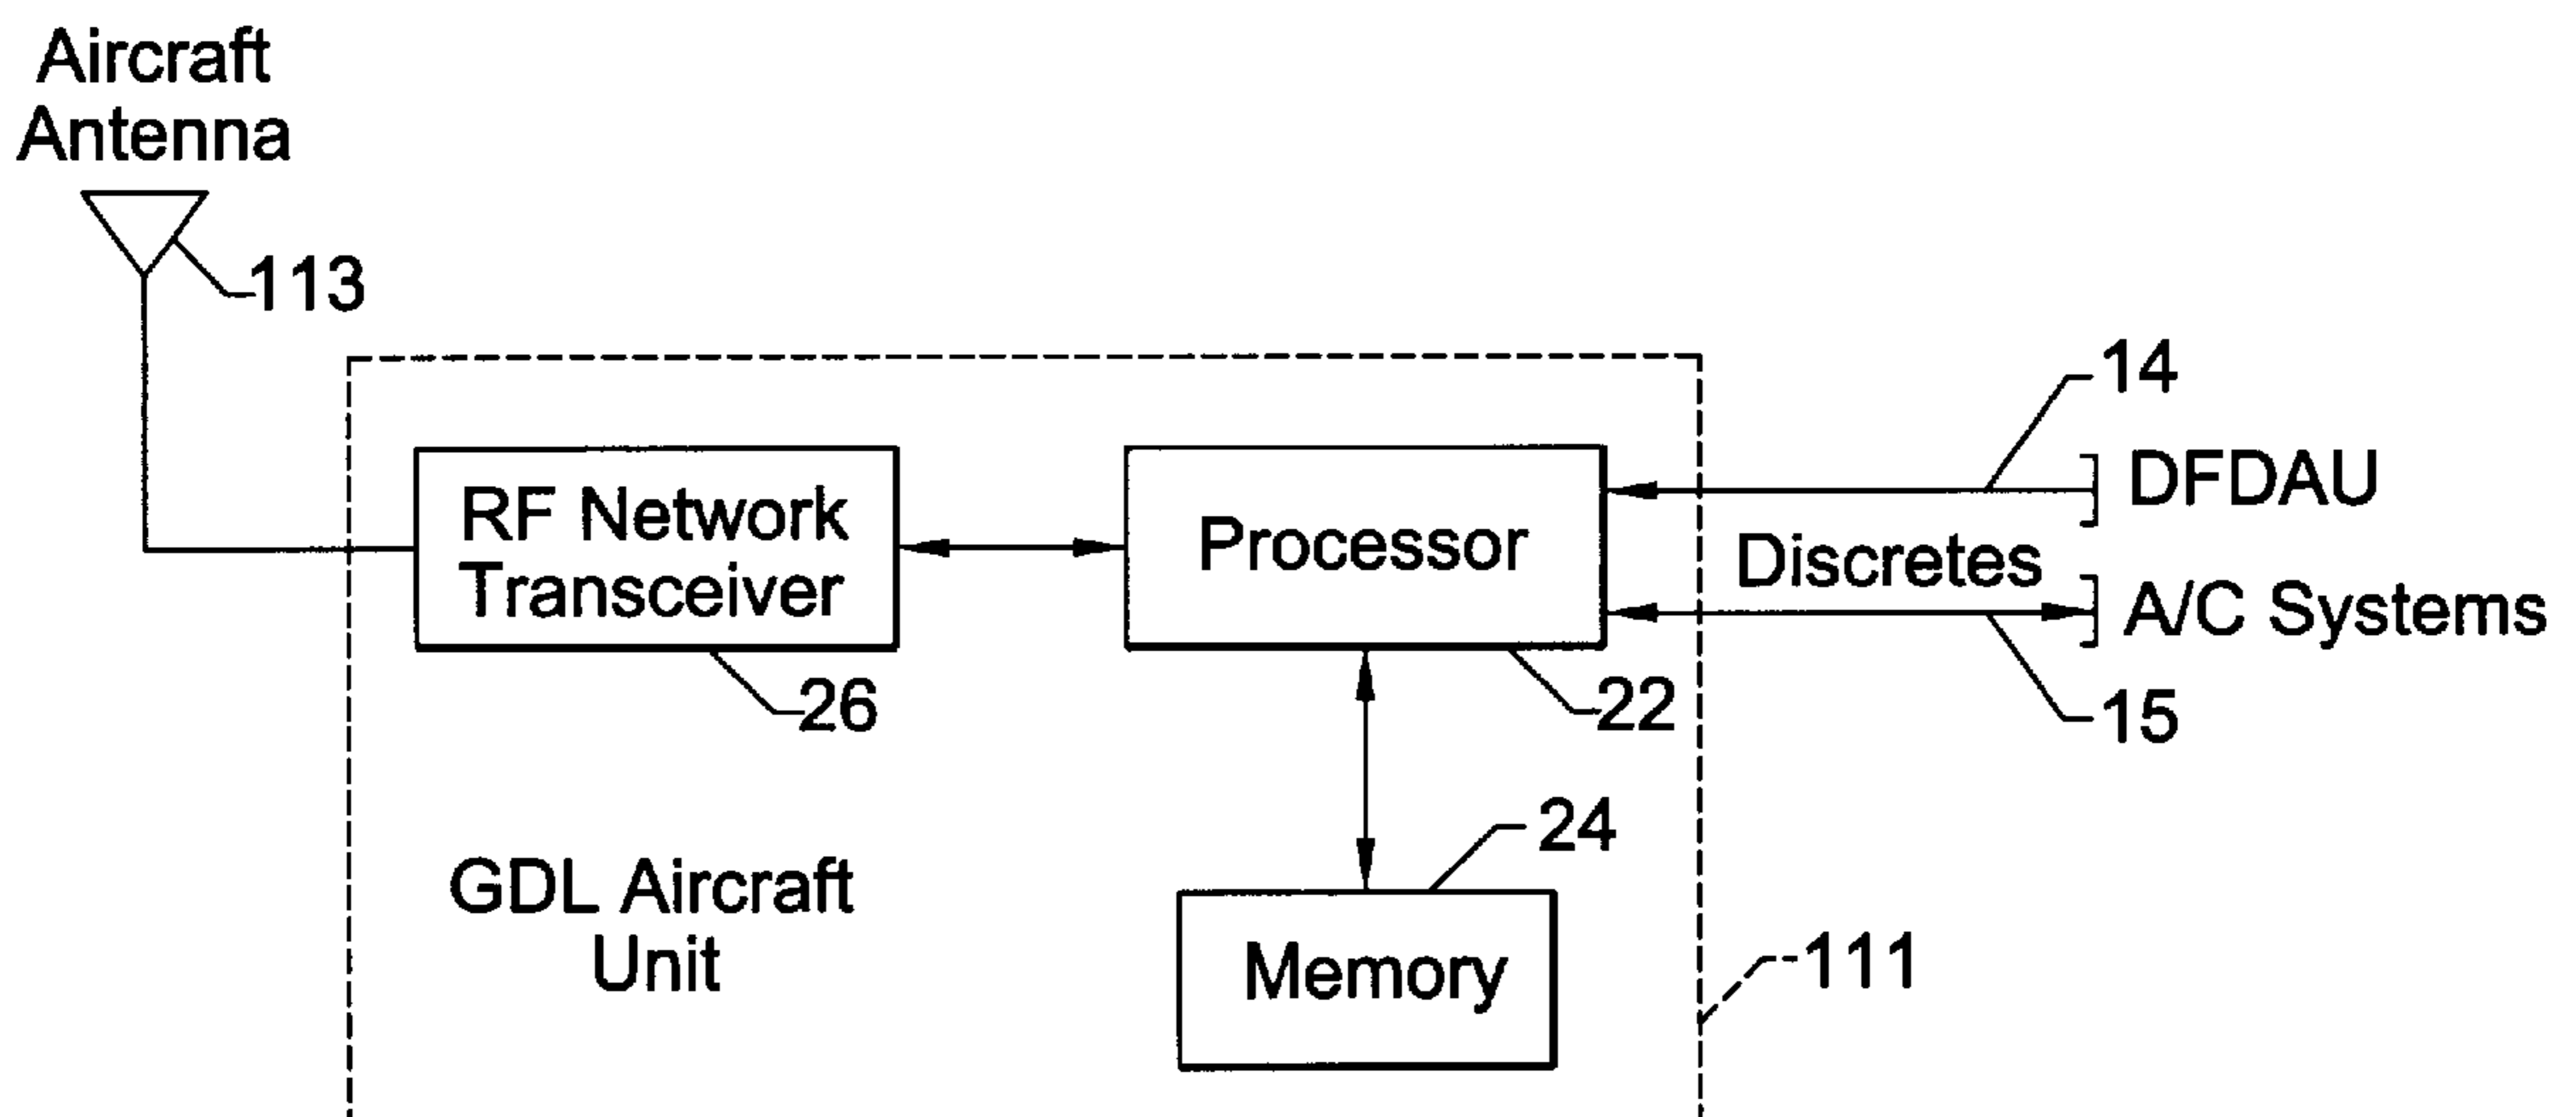 Aircraft
Antenna
113
14
DFDAU
RF Network
Transceiver
Processor
Discretes
A/C Systems
26
22
15
24
GDL Aircraft
Unit
Memory
111